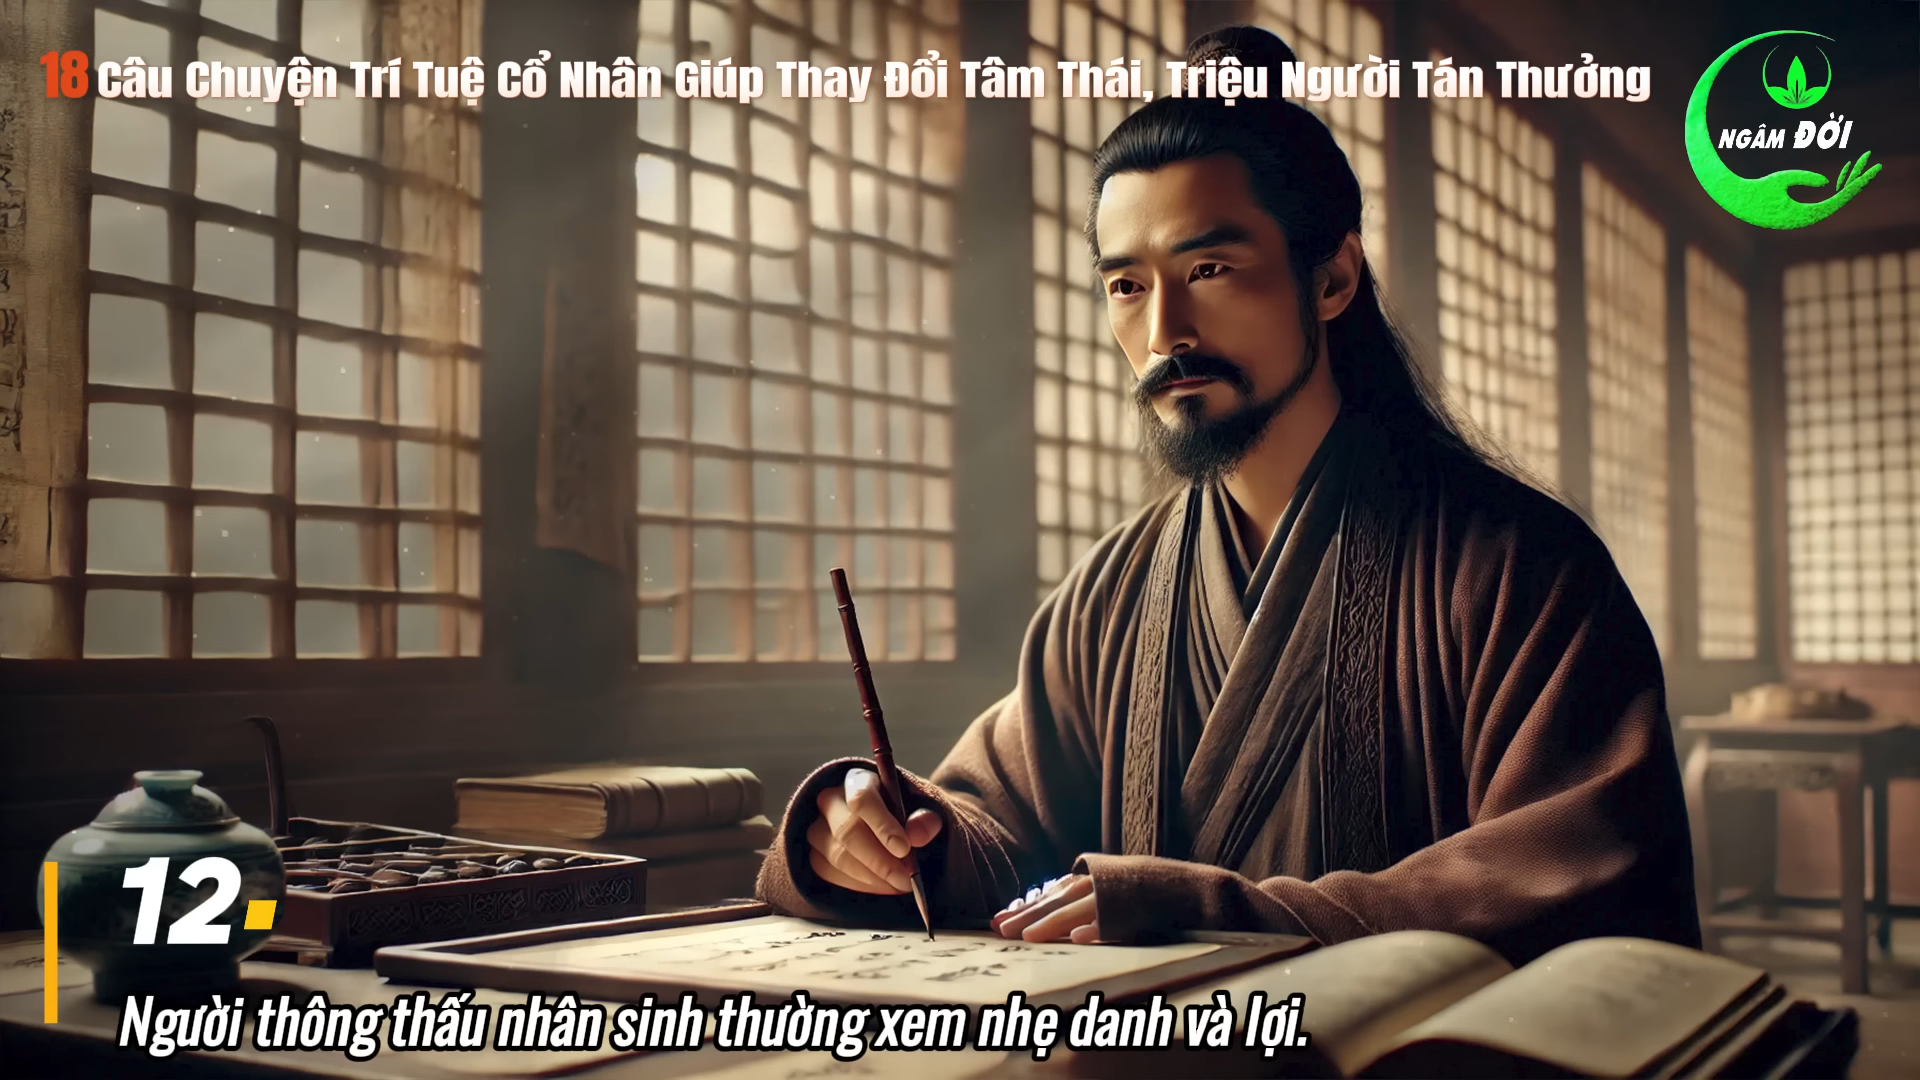 18 Câu Chuyện Trí Tuệ Cổ Nhân Giúp Thay Đổi Tâm Thái, Triệu Người Tán Thưởng
NGÂM ĐỜI
12
Người thông thấu nhân sinh thường xem nhẹ danh và lợi.